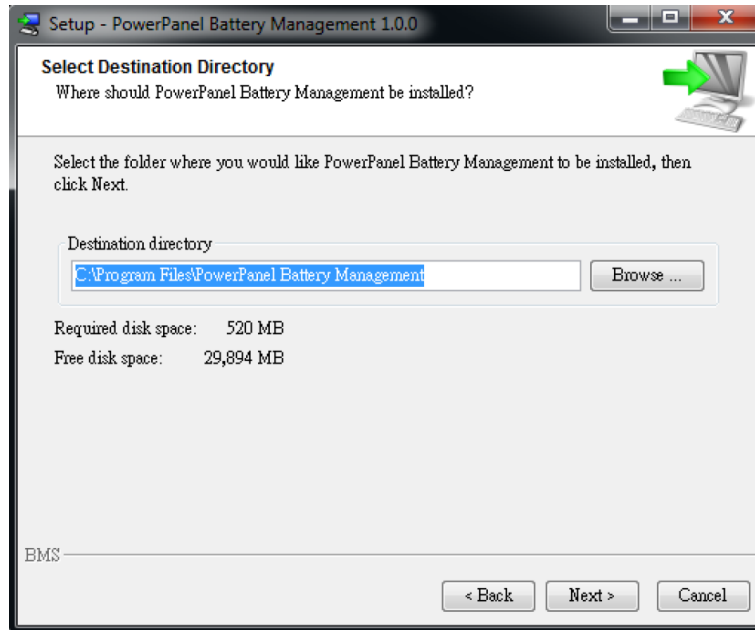 Setup - PowerPanel Battery Management 1.0.0
Select Destination Directory
Where should PowerPanel Battery Management be installed?
Select the folder where you would like PowerPanel Battery Management to be installed, then
click Next.
Destination directory
C:\Program Files\PowerPanel Battery Management
Browse ...
Required disk space: 520 MB
Free disk space: 29,894 MB
BMS
< Back Next > Cancel